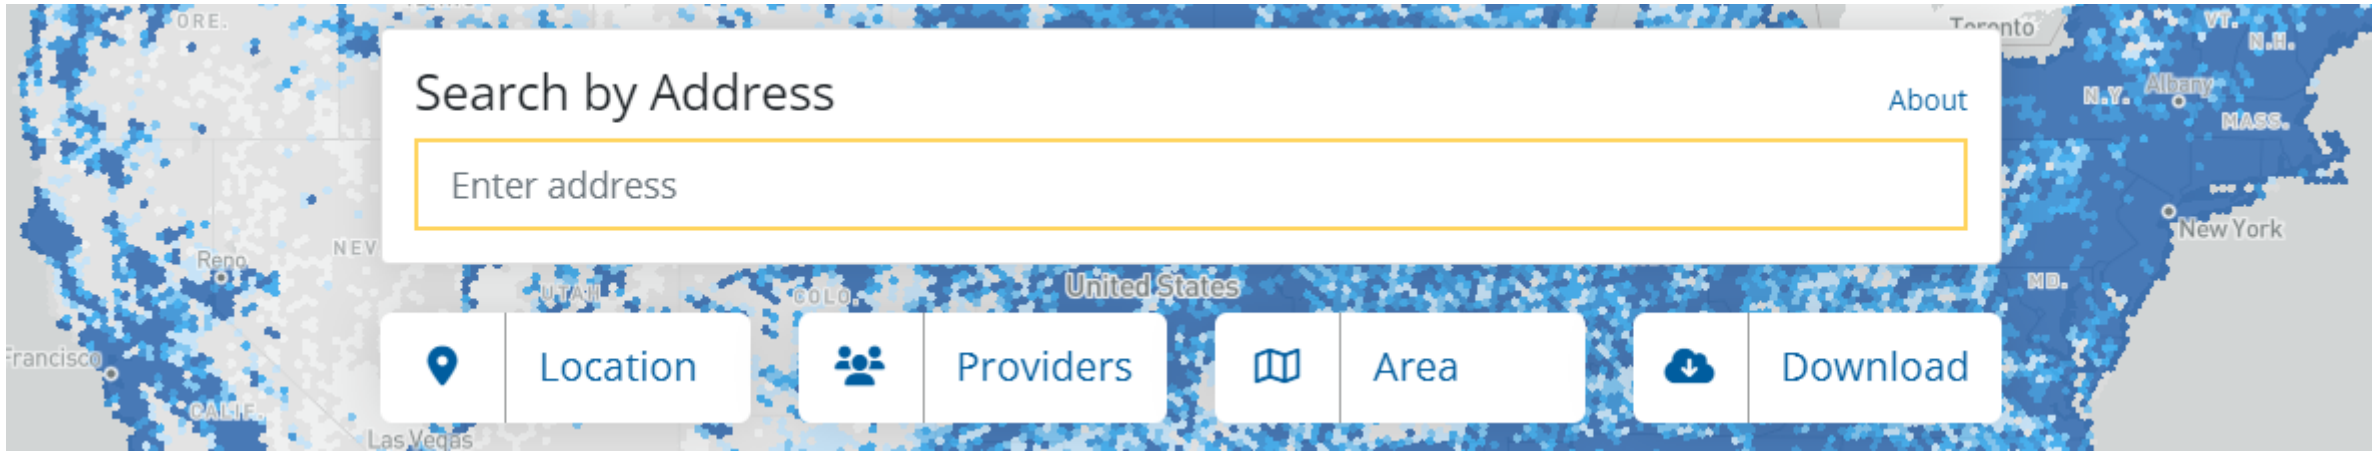 ORE.
Toronto
VT.
N.H.
Search by Address
About
Albany
N.Y.
MASS.
Enter address
New York
NEV
Reno
United States
UTAH
COLO.
MD.
Francisco
Location
Providers
Area
Download
CALIF.
Las Vegas